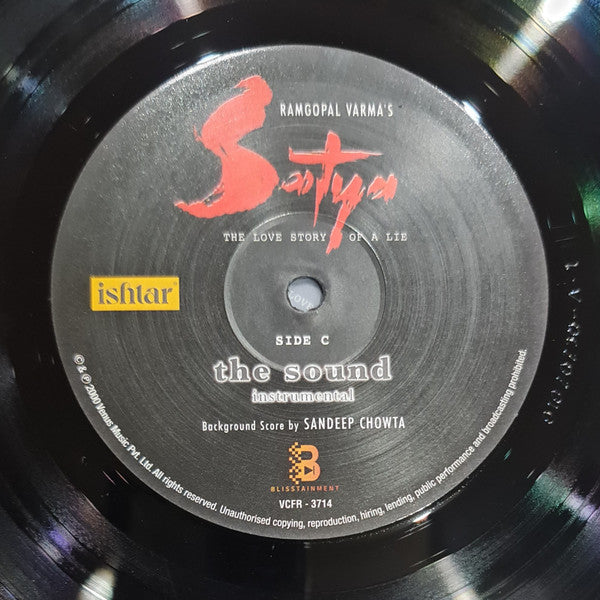 RAMGOPAL VARMA'S
Satya
THE LOVE STORY OF A LIE
ishtar
SIDE C
the sound
instrumental
Background Score by SANDEEP CHOWTA
B
BLISSTAINMENT
VCFR - 3714
© & ℗ 2000 Venus Music Pvt. Ltd. All rights reserved. Unauthorised copying, reproduction, hiring, lending, public performance and broadcasting prohibited.